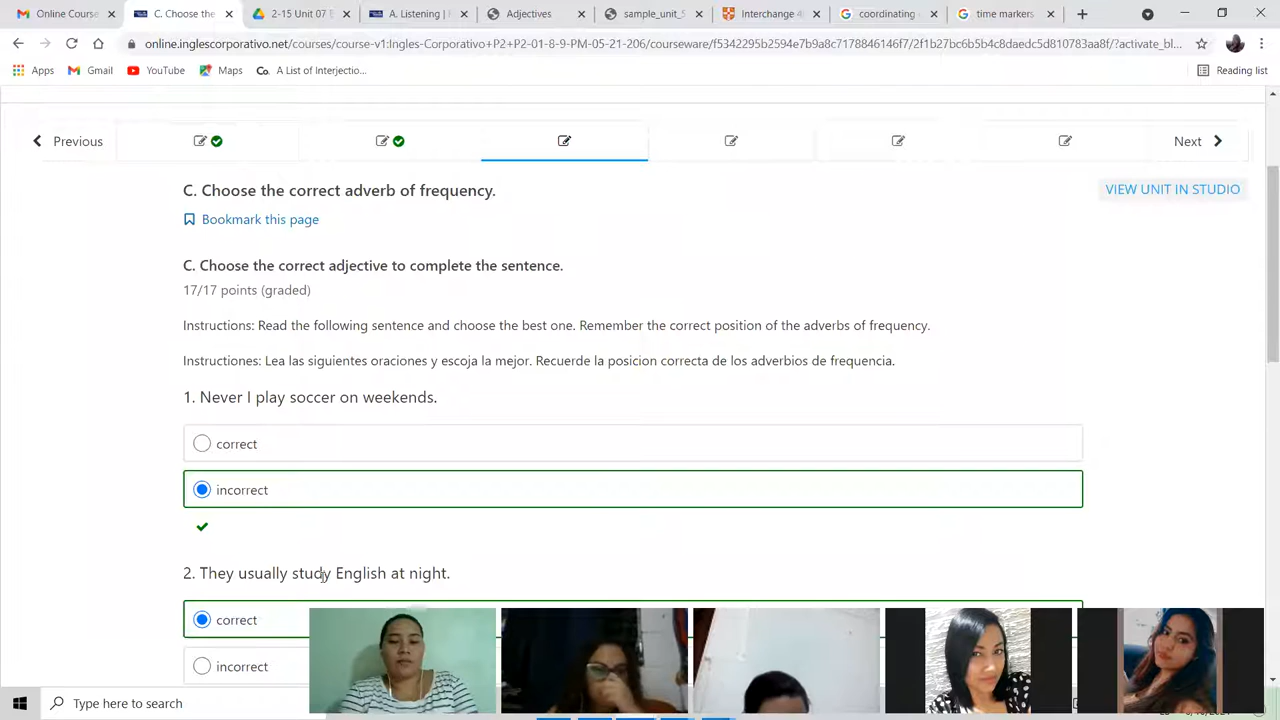 C. Choose the
2-15 Unit 07 E
A. Listening |
Adjectives
sample_unit_S
Interchange 4
coordinating
time markers
online.inglescorporativo.net/courses/course-v1:Ingles-Corporativo+P2+P2-01-8-9-PM-05-21-206/courseware/f5342295b2594e7b9a8c7178846146f7/2f1b27bc6b5b4c8daedc5d810783aa8f/?activate_bl...
Apps
Gmail
YouTube
Maps
Co.
A List of Interjectio...
Reading list
Previous
Next
C. Choose the correct adverb of frequency.
VIEW UNIT IN STUDIO
Bookmark this page
C. Choose the correct adjective to complete the sentence.
17/17 points (graded)
Instructions: Read the following sentence and choose the best one. Remember the correct position of the adverbs of frequency.
Instructiones: Lea las siguientes oraciones y escoja la mejor. Recuerde la posicion correcta de los adverbios de frequencia.
1. Never I play soccer on weekends.
correct
incorrect
2. They usually study English at night.
correct
incorrect
Type here to search